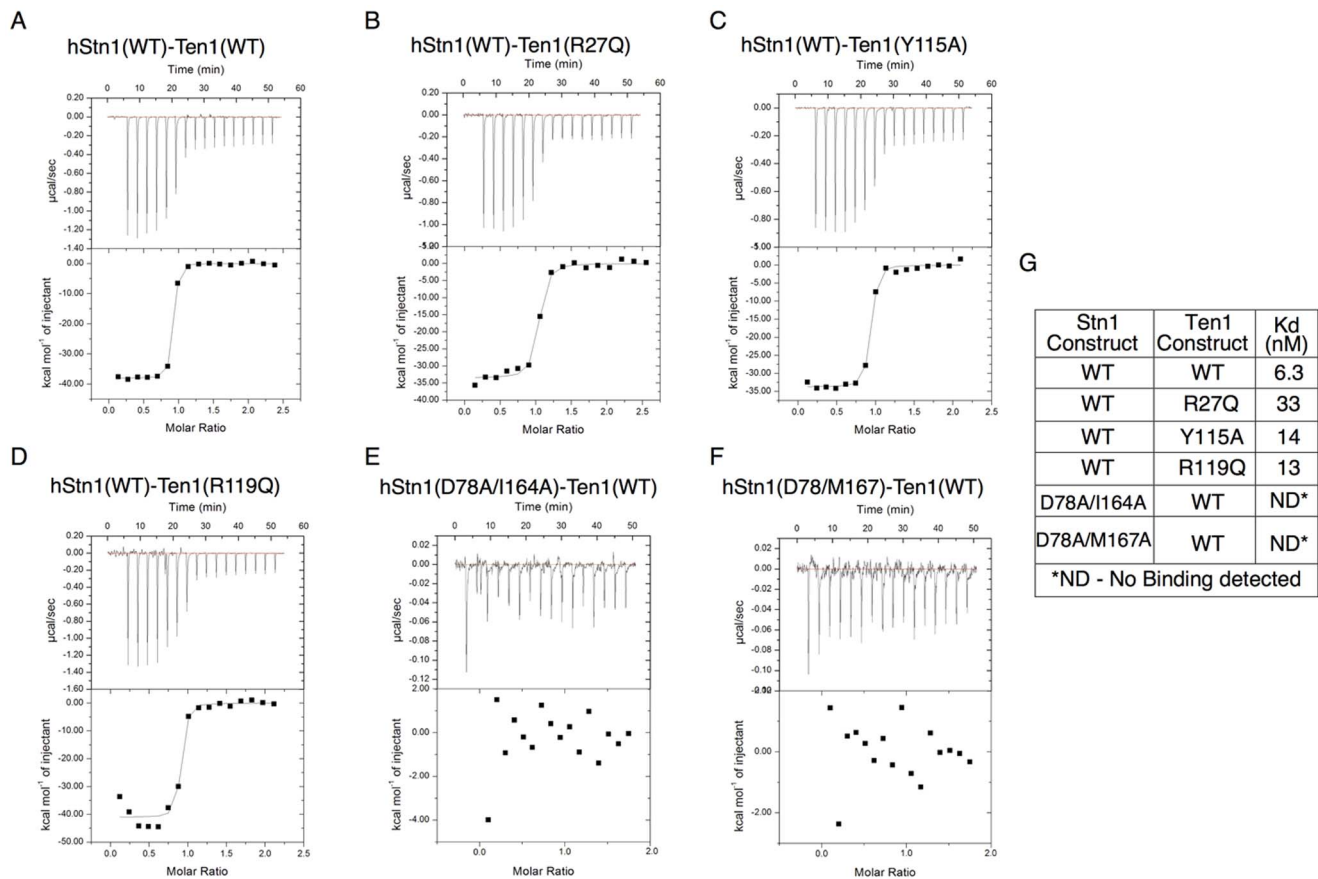 A
hStn1(WT)-Ten1(WT)
Time (min)
0 10 20 30 40 50 60
0.20
0.00
-0.20
-0.40
-0.60
-0.80
-1.00
-1.20
-1.40
µcal/sec
0.00
-10.00
-20.00
-30.00
-40.00
kcal mol⁻¹ of injectant
0.0 0.5 1.0 1.5 2.0 2.5
Molar Ratio
B
hStn1(WT)-Ten1(R27Q)
Time (min)
0 10 20 30 40 50 60
0.20
0.00
-0.20
-0.40
-0.60
-0.80
-1.00
µcal/sec
0.00
-5.00
-10.00
-15.00
-20.00
-25.00
-30.00
-35.00
-40.00
kcal mol⁻¹ of injectant
0.0 0.5 1.0 1.5 2.0 2.5
Molar Ratio
C
hStn1(WT)-Ten1(Y115A)
Time (min)
0 10 20 30 40 50 60
0.00
-0.20
-0.40
-0.60
-0.80
µcal/sec
0.00
-5.00
-10.00
-15.00
-20.00
-25.00
-30.00
-35.00
kcal mol⁻¹ of injectant
0.0 0.5 1.0 1.5 2.0 2.5
Molar Ratio
D
hStn1(WT)-Ten1(R119Q)
Time (min)
0 10 20 30 40 50 60
0.20
0.00
-0.20
-0.40
-0.60
-0.80
-1.00
-1.20
-1.40
-1.60
µcal/sec
0.00
-10.00
-20.00
-30.00
-40.00
-50.00
kcal mol⁻¹ of injectant
0.0 0.5 1.0 1.5 2.0 2.5
Molar Ratio
E
hStn1(D78A/I164A)-Ten1(WT)
Time (min)
0 10 20 30 40 50
0.02
0.00
-0.02
-0.04
-0.06
-0.08
-0.10
-0.12
µcal/sec
2.00
0.00
-2.00
-4.00
kcal mol⁻¹ of injectant
0.0 1.0 2.0
Molar Ratio
F
hStn1(D78/M167)-Ten1(WT)
Time (min)
0 10 20 30 40 50
0.02
0.00
-0.02
-0.04
-0.06
-0.08
-0.10
µcal/sec
0.00
-2.00
kcal mol⁻¹ of injectant
0.0 1.0 2.0
Molar Ratio
G
Stn1 Construct Ten1 Construct Kd (nM)
WT WT 6.3
WT R27Q 33
WT Y115A 14
WT R119Q 13
D78A/I164A WT ND*
D78A/M167A WT ND*
*ND - No Binding detected